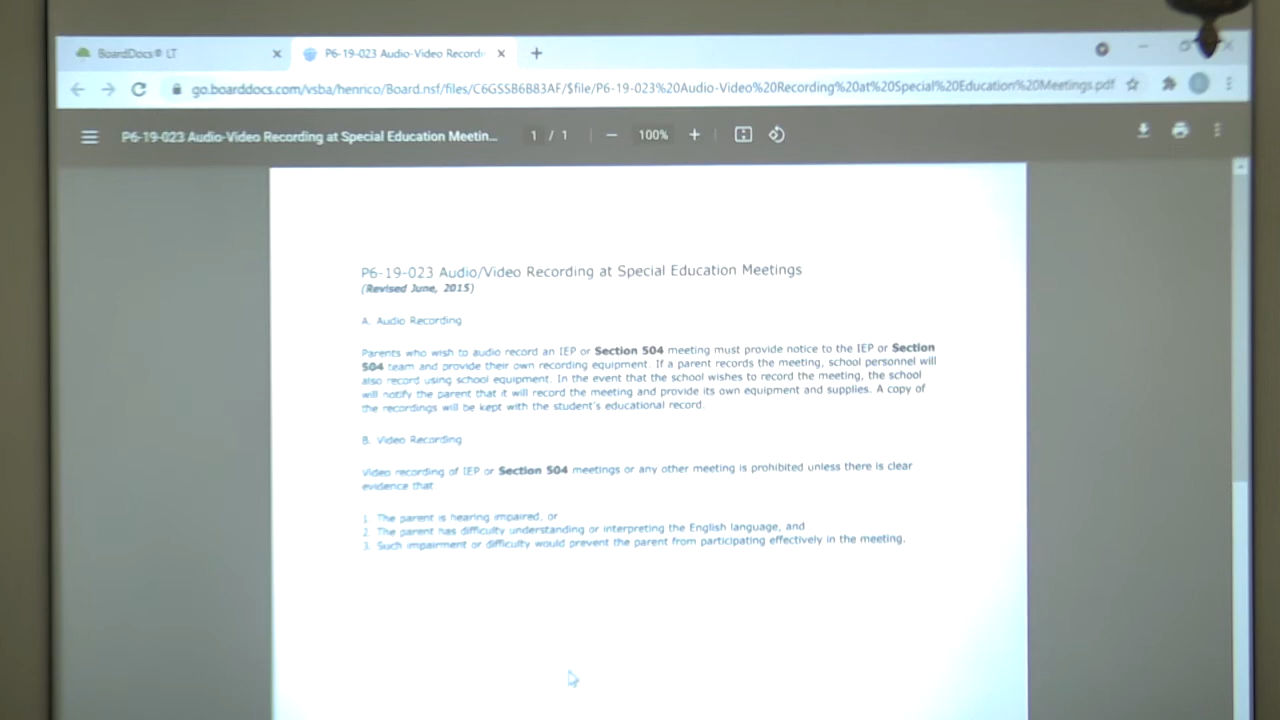 BoardDocs® LT
P6-19-023 Audio-Video Recordi
go.boarddocs.com/vsba/henrico/Board.nsf/files/C6GSSB6B83AF/$file/P6-19-023%20Audio-Video%20Recording%20at%20Special%20Education%20Meetings.pdf
P6-19-023 Audio-Video Recording at Special Education Meetin...
1 / 1
100%
P6-19-023 Audio/Video Recording at Special Education Meetings
(Revised June, 2015)
A. Audio Recording
Parents who wish to audio record an IEP or Section 504 meeting must provide notice to the IEP or Section
504 team and provide their own recording equipment. If a parent records the meeting, school personnel will
also record using school equipment. In the event that the school wishes to record the meeting, the school
will notify the parent that it will record the meeting and provide its own equipment and supplies. A copy of
the recordings will be kept with the student's educational record.
B. Video Recording
Video recording of IEP or Section 504 meetings or any other meeting is prohibited unless there is clear
evidence that
1. The parent is hearing impaired, or
2. The parent has difficulty understanding or interpreting the English language, and
3. Such impairment or difficulty would prevent the parent from participating effectively in the meeting.